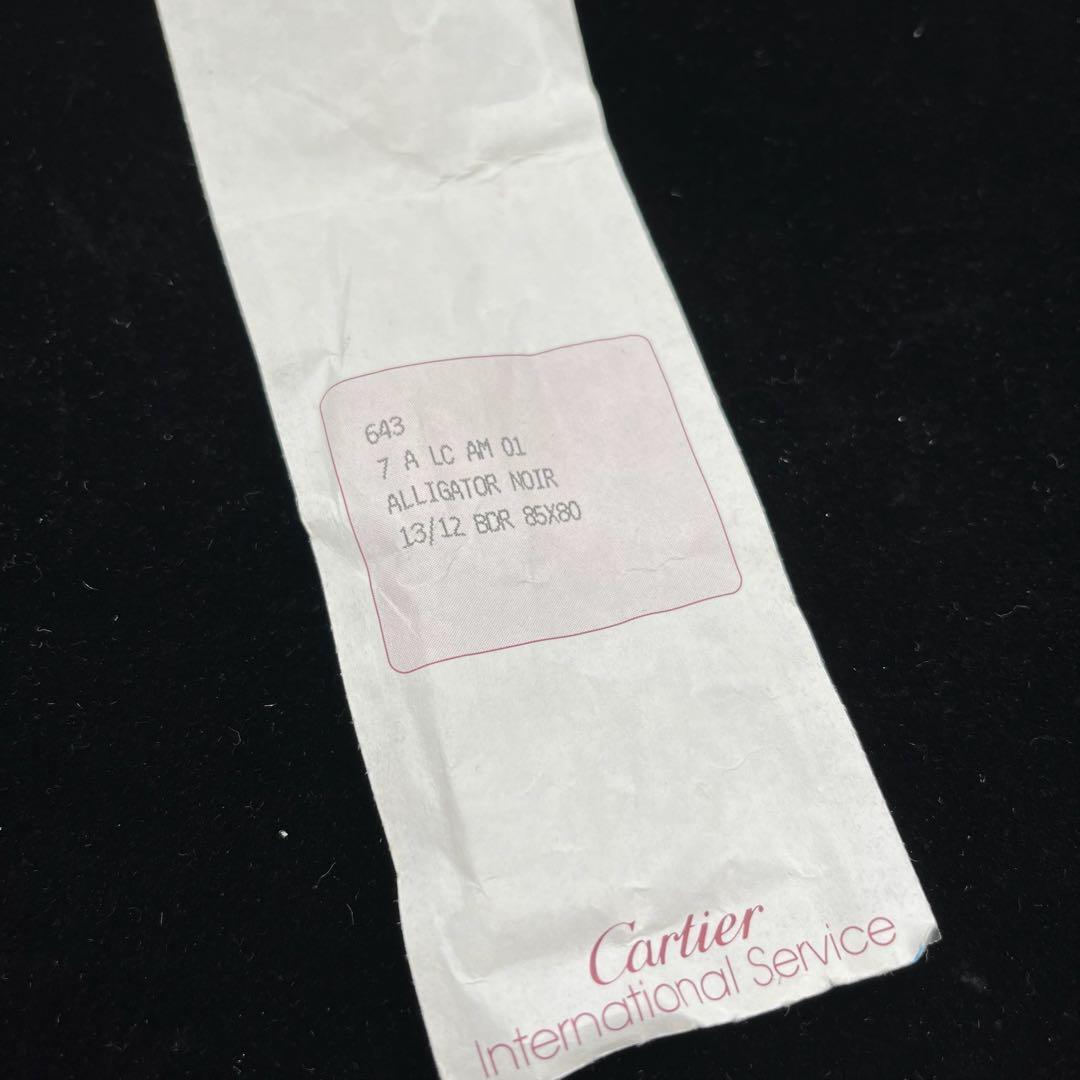 643
7 A LC AM 01
ALLIGATOR NOIR
13/12 BDR 85X80
Cartier
International Service